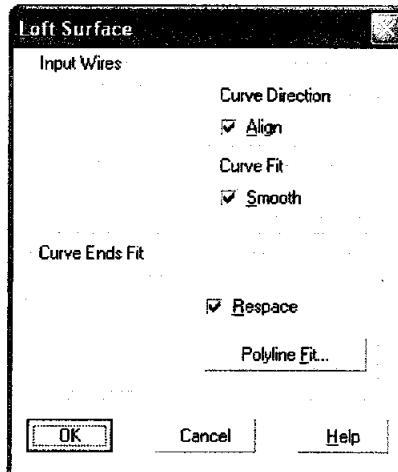 Loft Surface
Input Wires
Curve Direction
Align
Curve Fit
Smooth
Curve Ends Fit
Respace
Polyline Fit...
OK Cancel Help